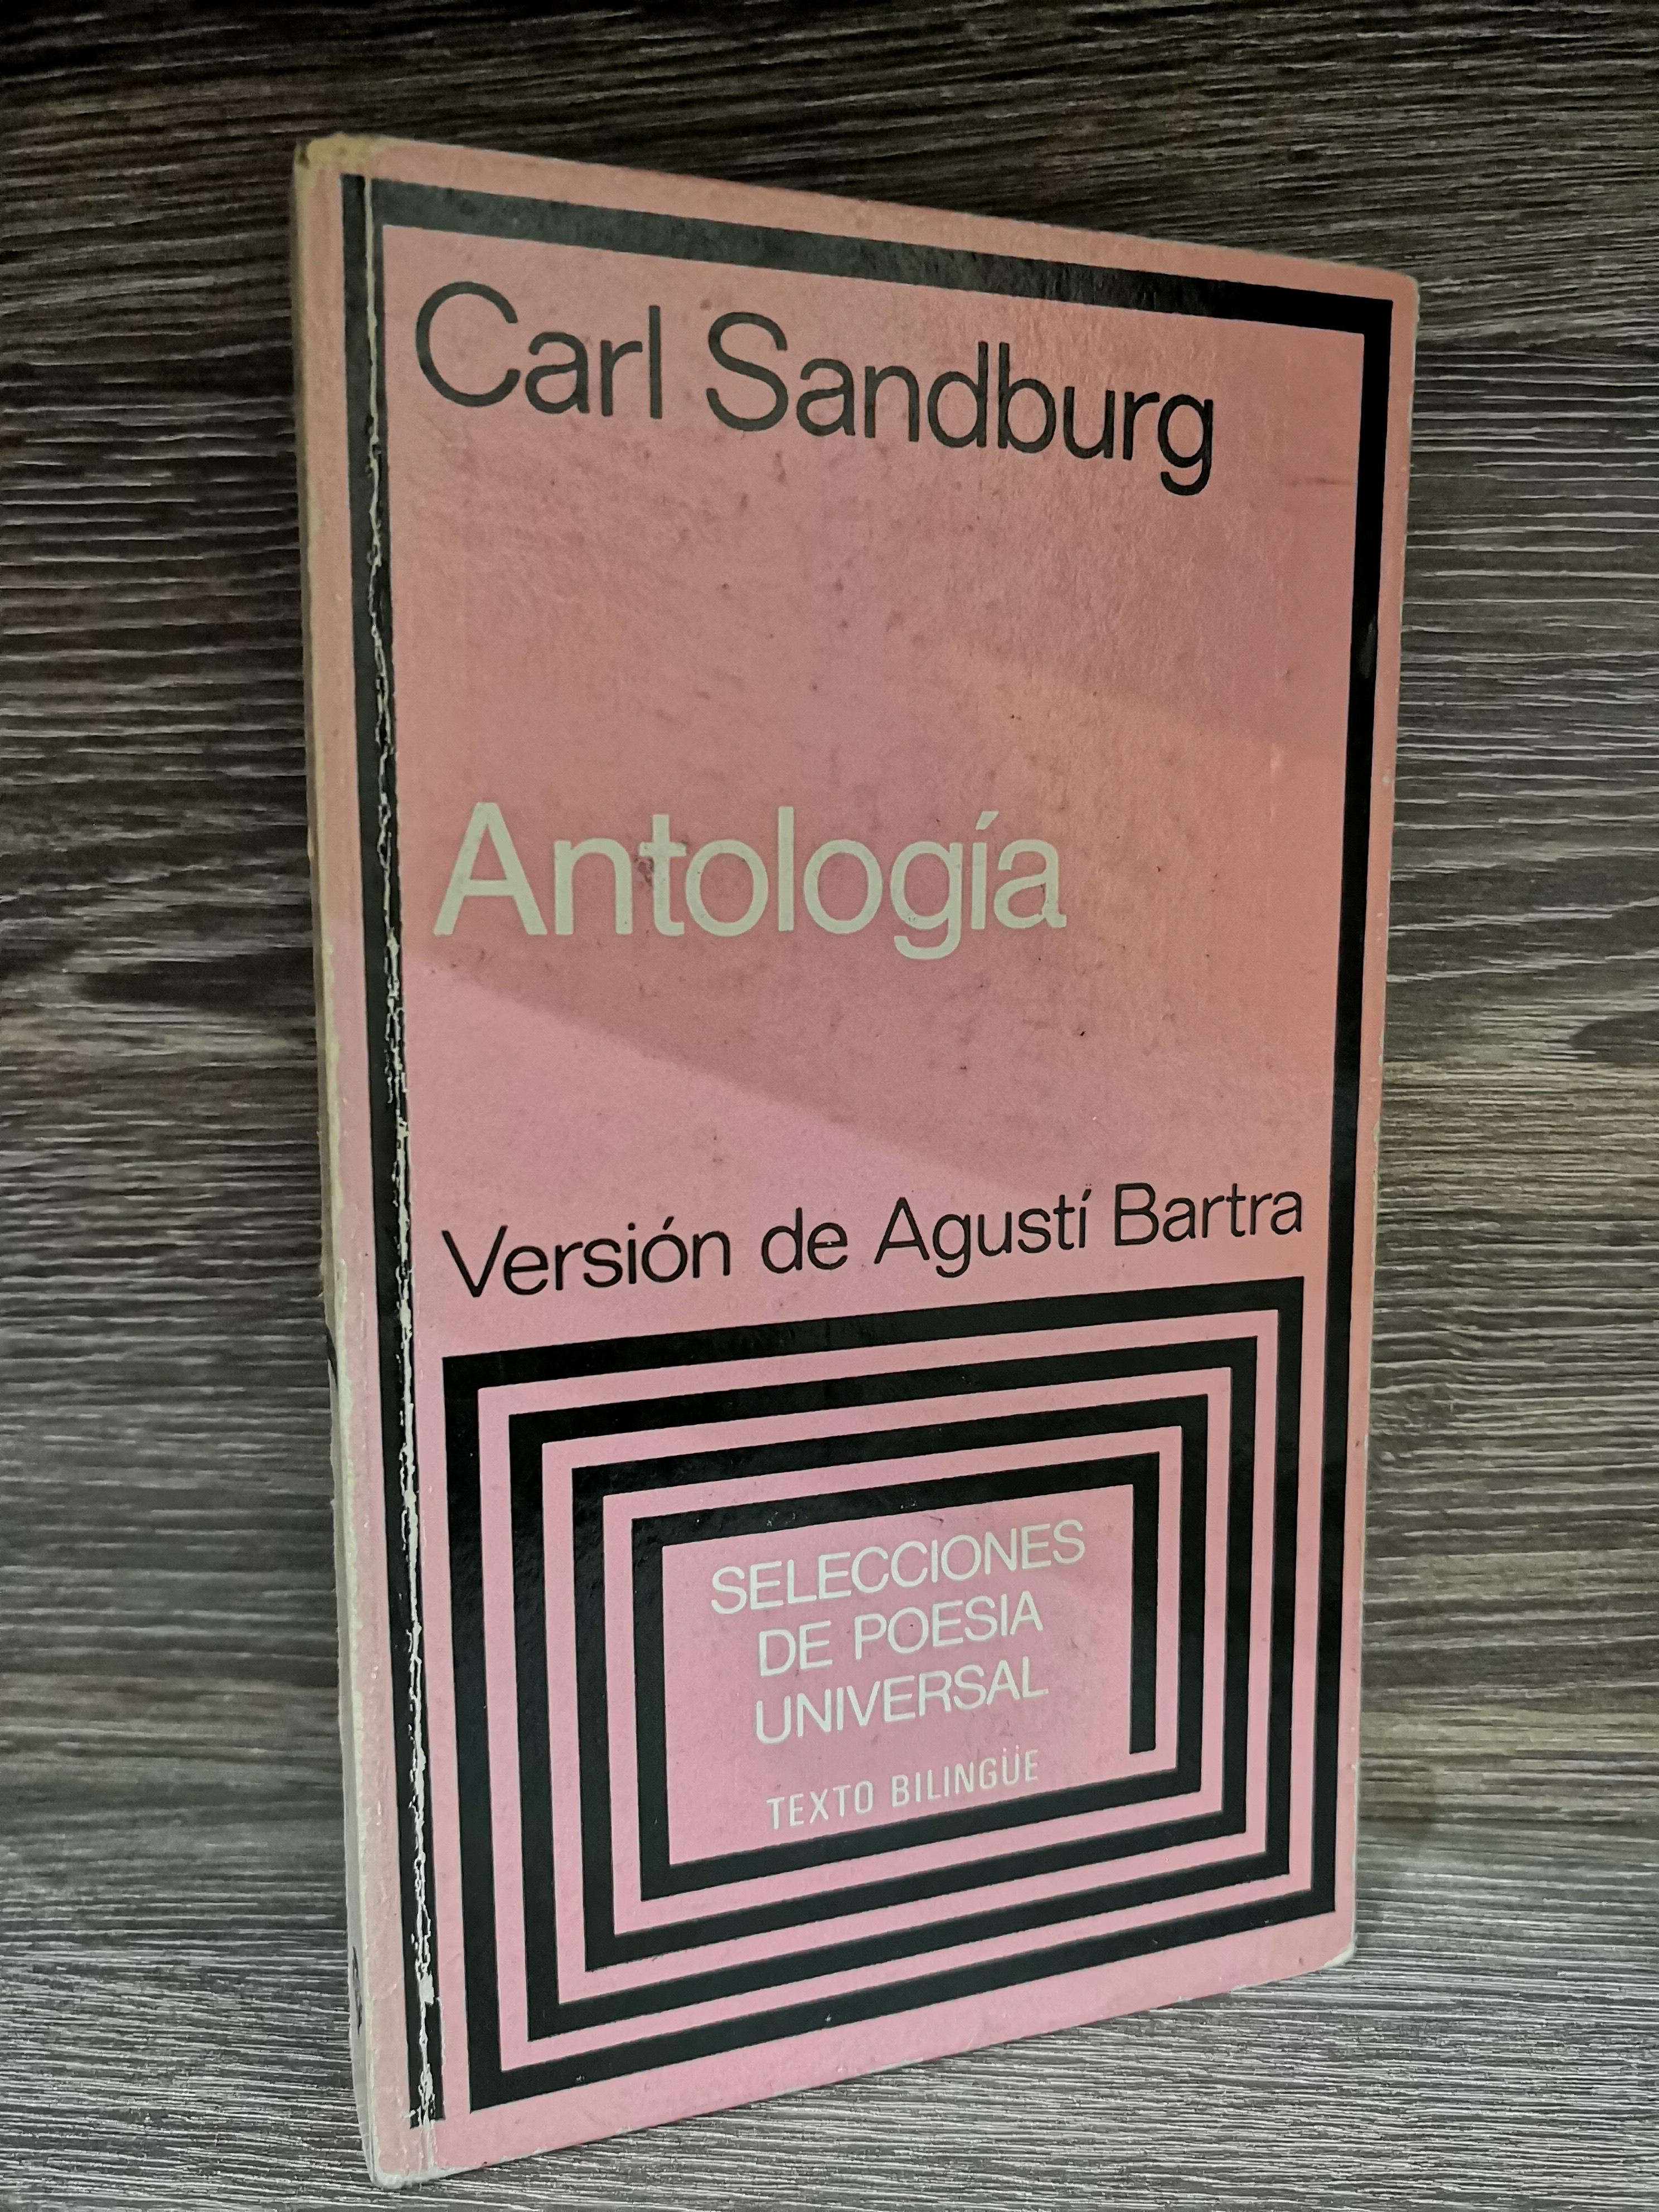 Carl Sandburg
Antología
Versión de Agustí Bartra
SELECCIONES
DE POESIA
UNIVERSAL
TEXTO BILINGÜE